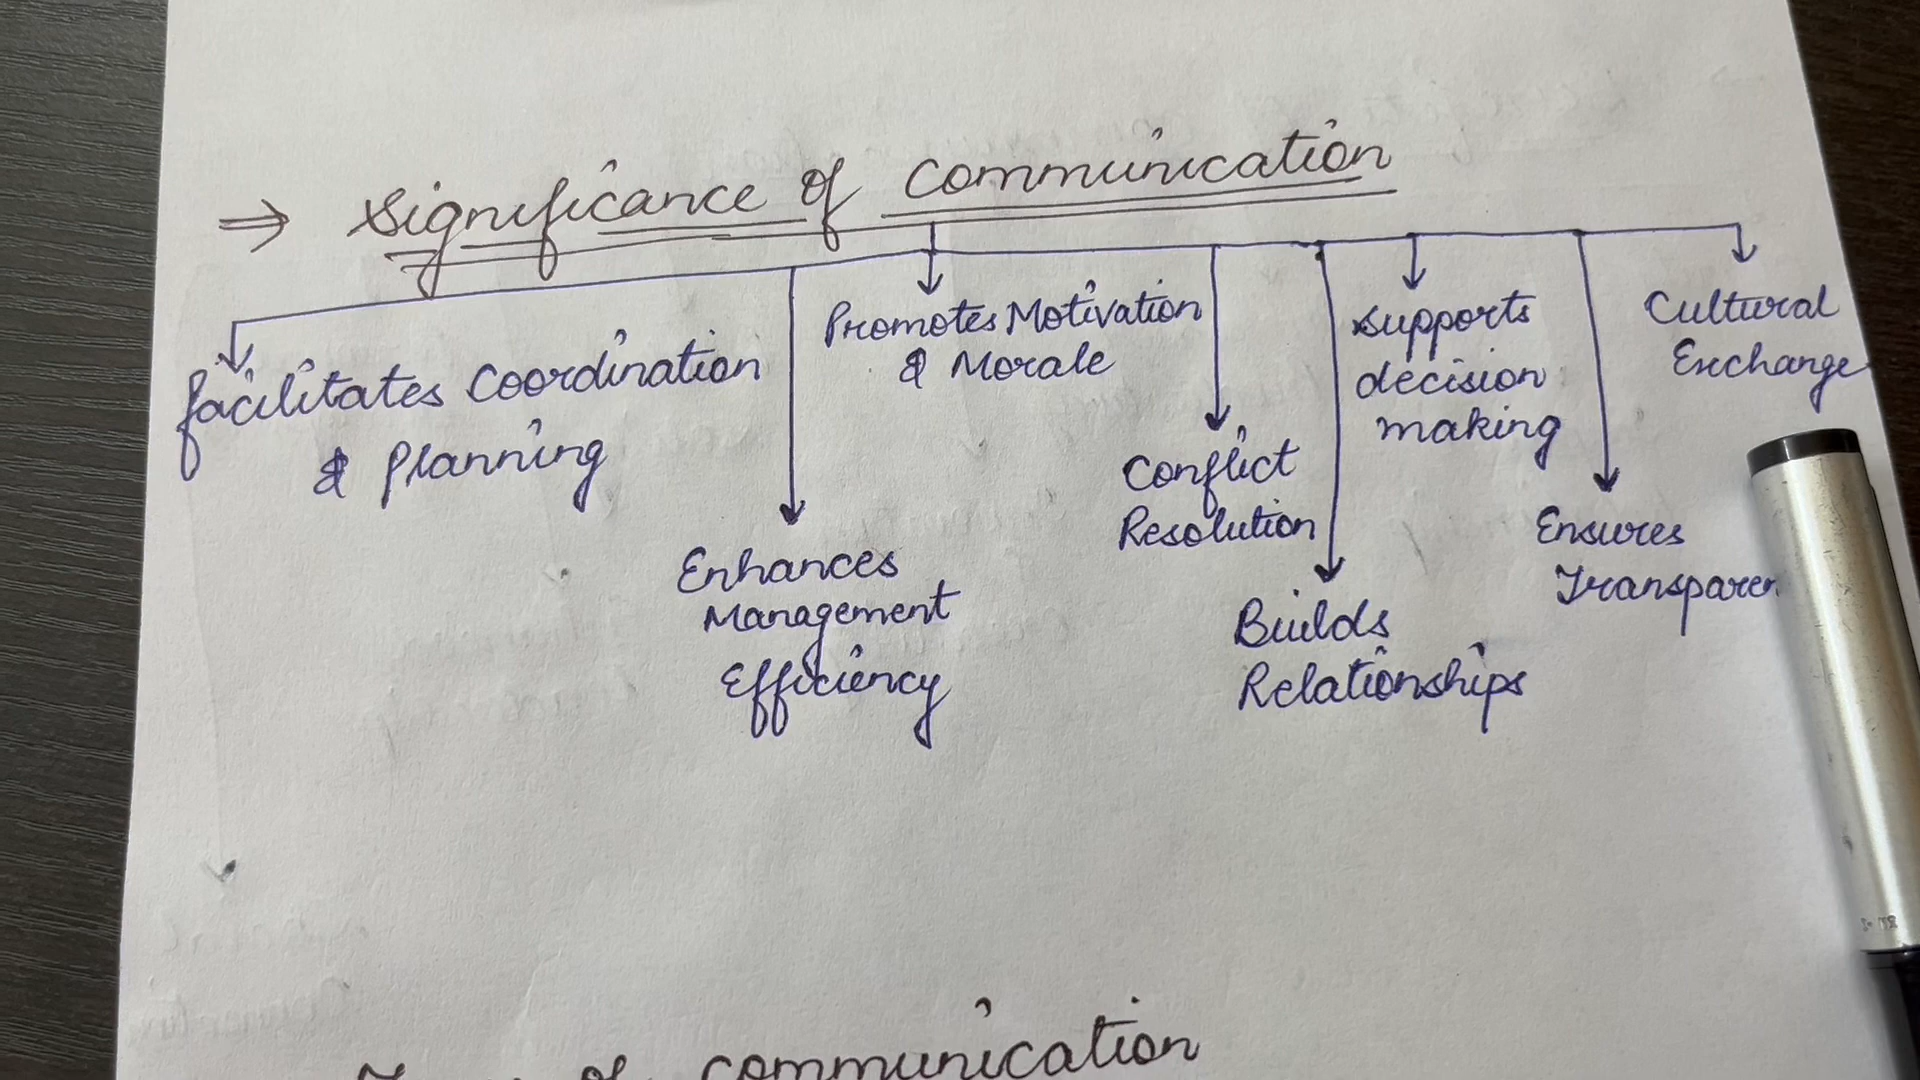 ⇒ Significance of Communication
Facilitates Coordination
& Planning
Enhances
Management
Efficiency
Promotes Motivation
& Morale
Conflict
Resolution
Builds
Relationships
Supports
decision
making
Ensures
Cultural
Exchange
of communication